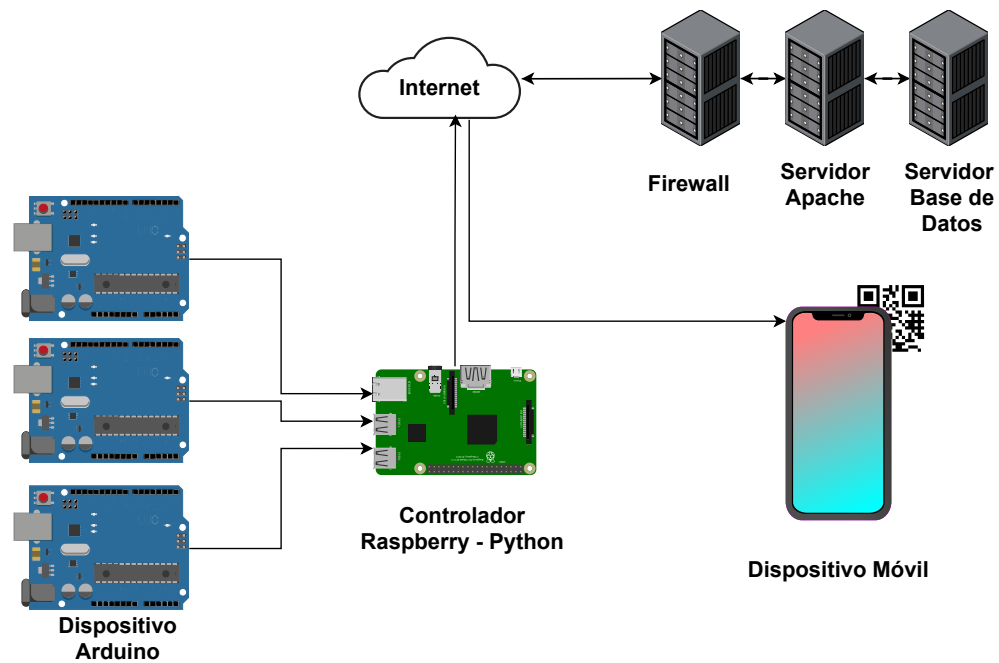 Internet
Firewall
Servidor
Apache
Servidor
Base de
Datos
Controlador
Raspberry - Python
Dispositivo Móvil
Dispositivo
Arduino